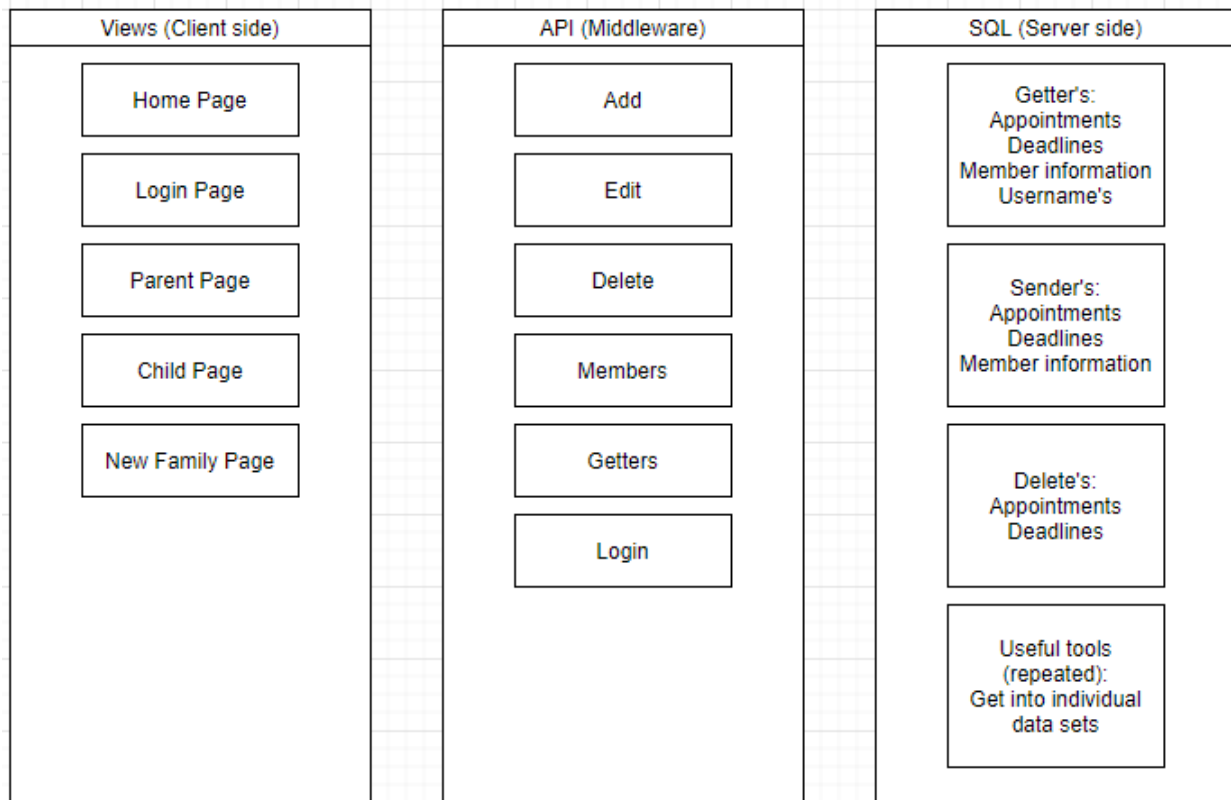 Views (Client side)
Home Page
Login Page
Parent Page
Child Page
New Family Page
API (Middleware)
Add
Edit
Delete
Members
Getters
Login
SQL (Server side)
Getter's:
Appointments
Deadlines
Member information
Username's
Sender's:
Appointments
Deadlines
Member information
Delete's:
Appointments
Deadlines
Useful tools
(repeated):
Get into individual
data sets